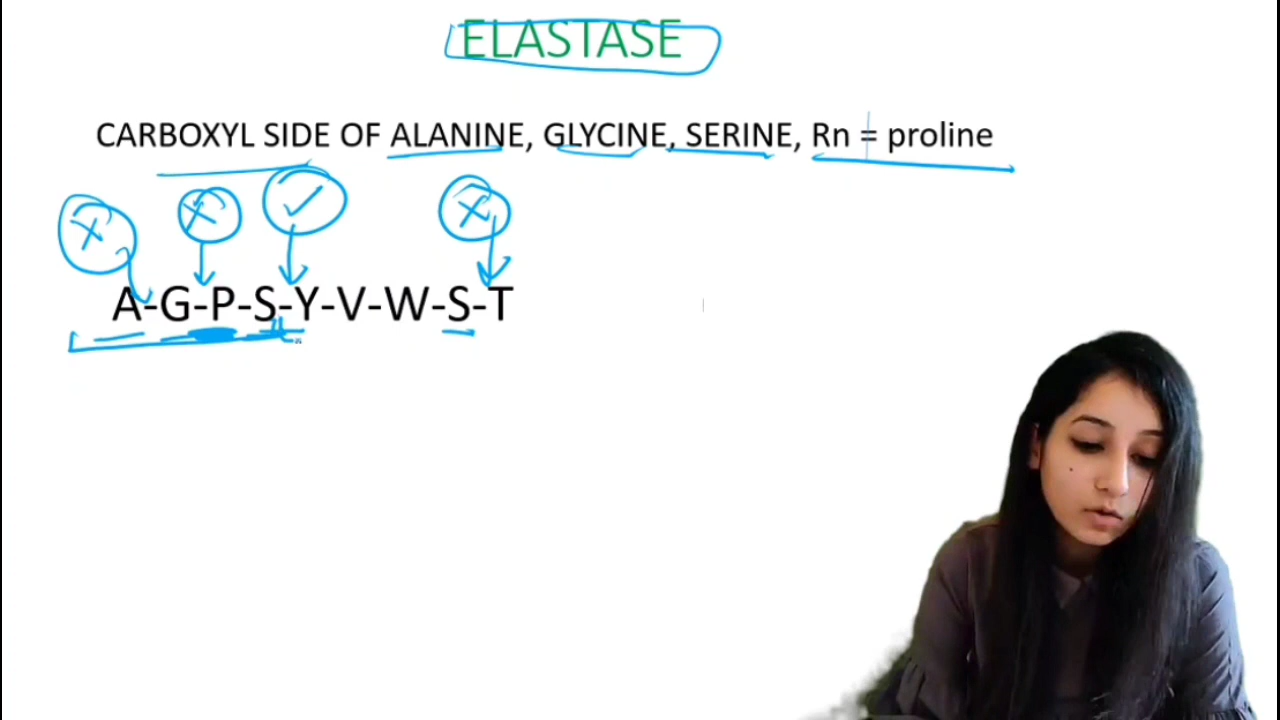 ELASTASE
CARBOXYL SIDE OF ALANINE, GLYCINE, SERINE, Rn = proline
A-G-P-S-Y-V-W-S-T